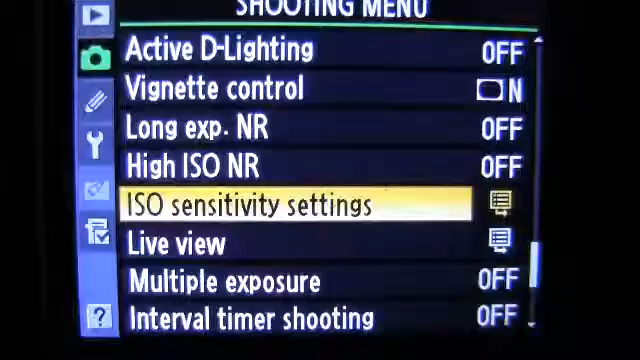 SHOOTING MENU
Active D-Lighting OFF
Vignette control N
Long exp. NR OFF
High ISO NR OFF
ISO sensitivity settings
Live view
Multiple exposure OFF
Interval timer shooting OFF
?